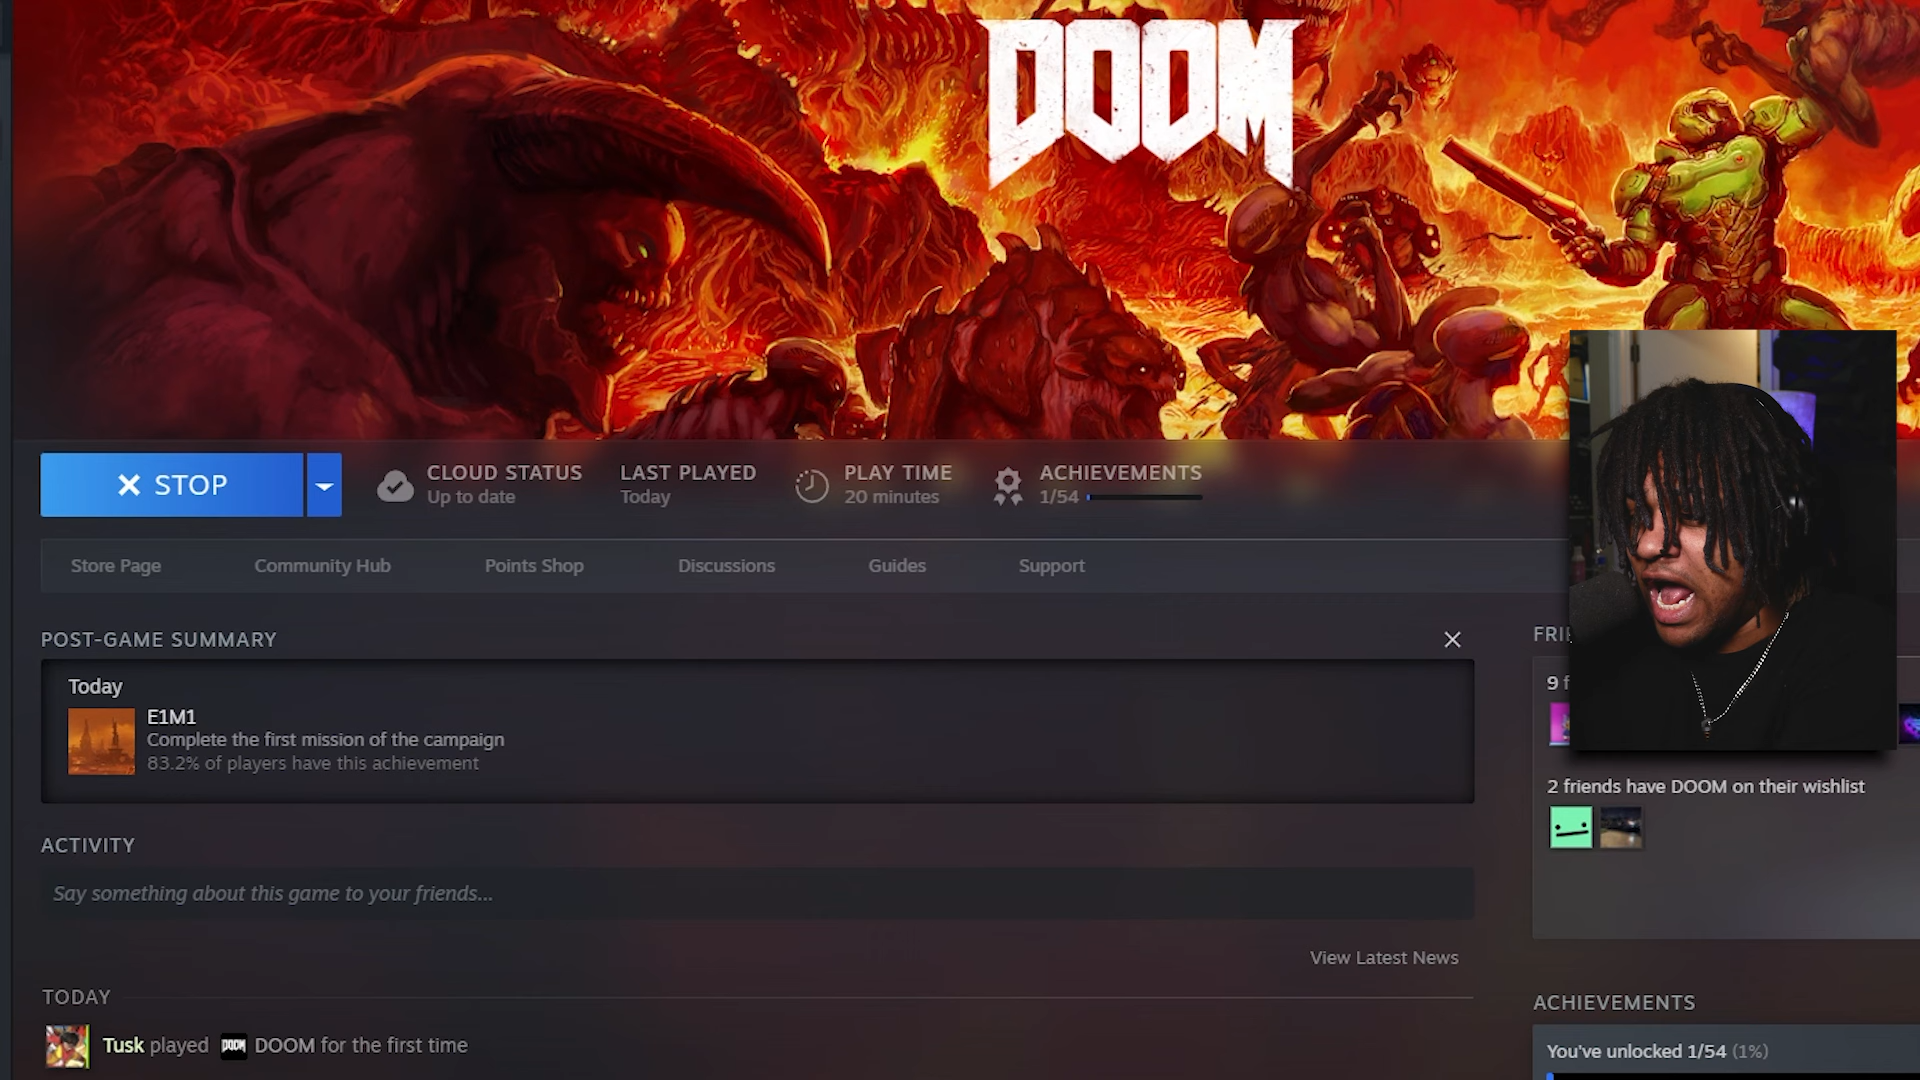 DOOM
STOP
CLOUD STATUS
Up to date
LAST PLAYED
Today
PLAY TIME
20 minutes
ACHIEVEMENTS
1/54
Store Page
Community Hub
Points Shop
Discussions
Guides
Support
POST-GAME SUMMARY
Today
E1M1
Complete the first mission of the campaign
83.2% of players have this achievement
ACTIVITY
Say something about this game to your friends...
View Latest News
TODAY
Tusk played DOOM DOOM for the first time
9
2 friends have DOOM on their wishlist
ACHIEVEMENTS
You've unlocked 1/54 (1%)